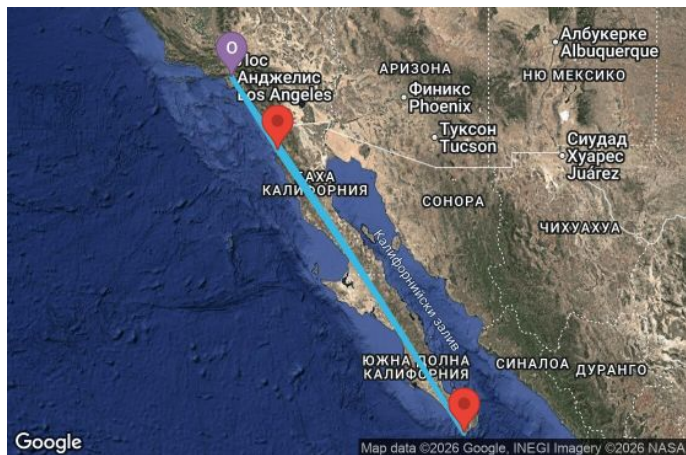 O
Лос
Анджелис
Los Angeles
АРИЗОНА
Финикс
Phoenix
Албукерке
Albuquerque
НЮ МЕКСИКО
Туксон
Tucson
Сиудад
Хуарес
Juárez
КАЛИФОРНИЯ
СОНОРА
ЧИХУАХУА
Калифорнийски залив
ЮЖНА ДОЛНА
КАЛИФОРНИЯ
СИНАЛОА
ДУРАНГО
Google
Map data ©2026 Google, INEGI Imagery ©2026 NASA